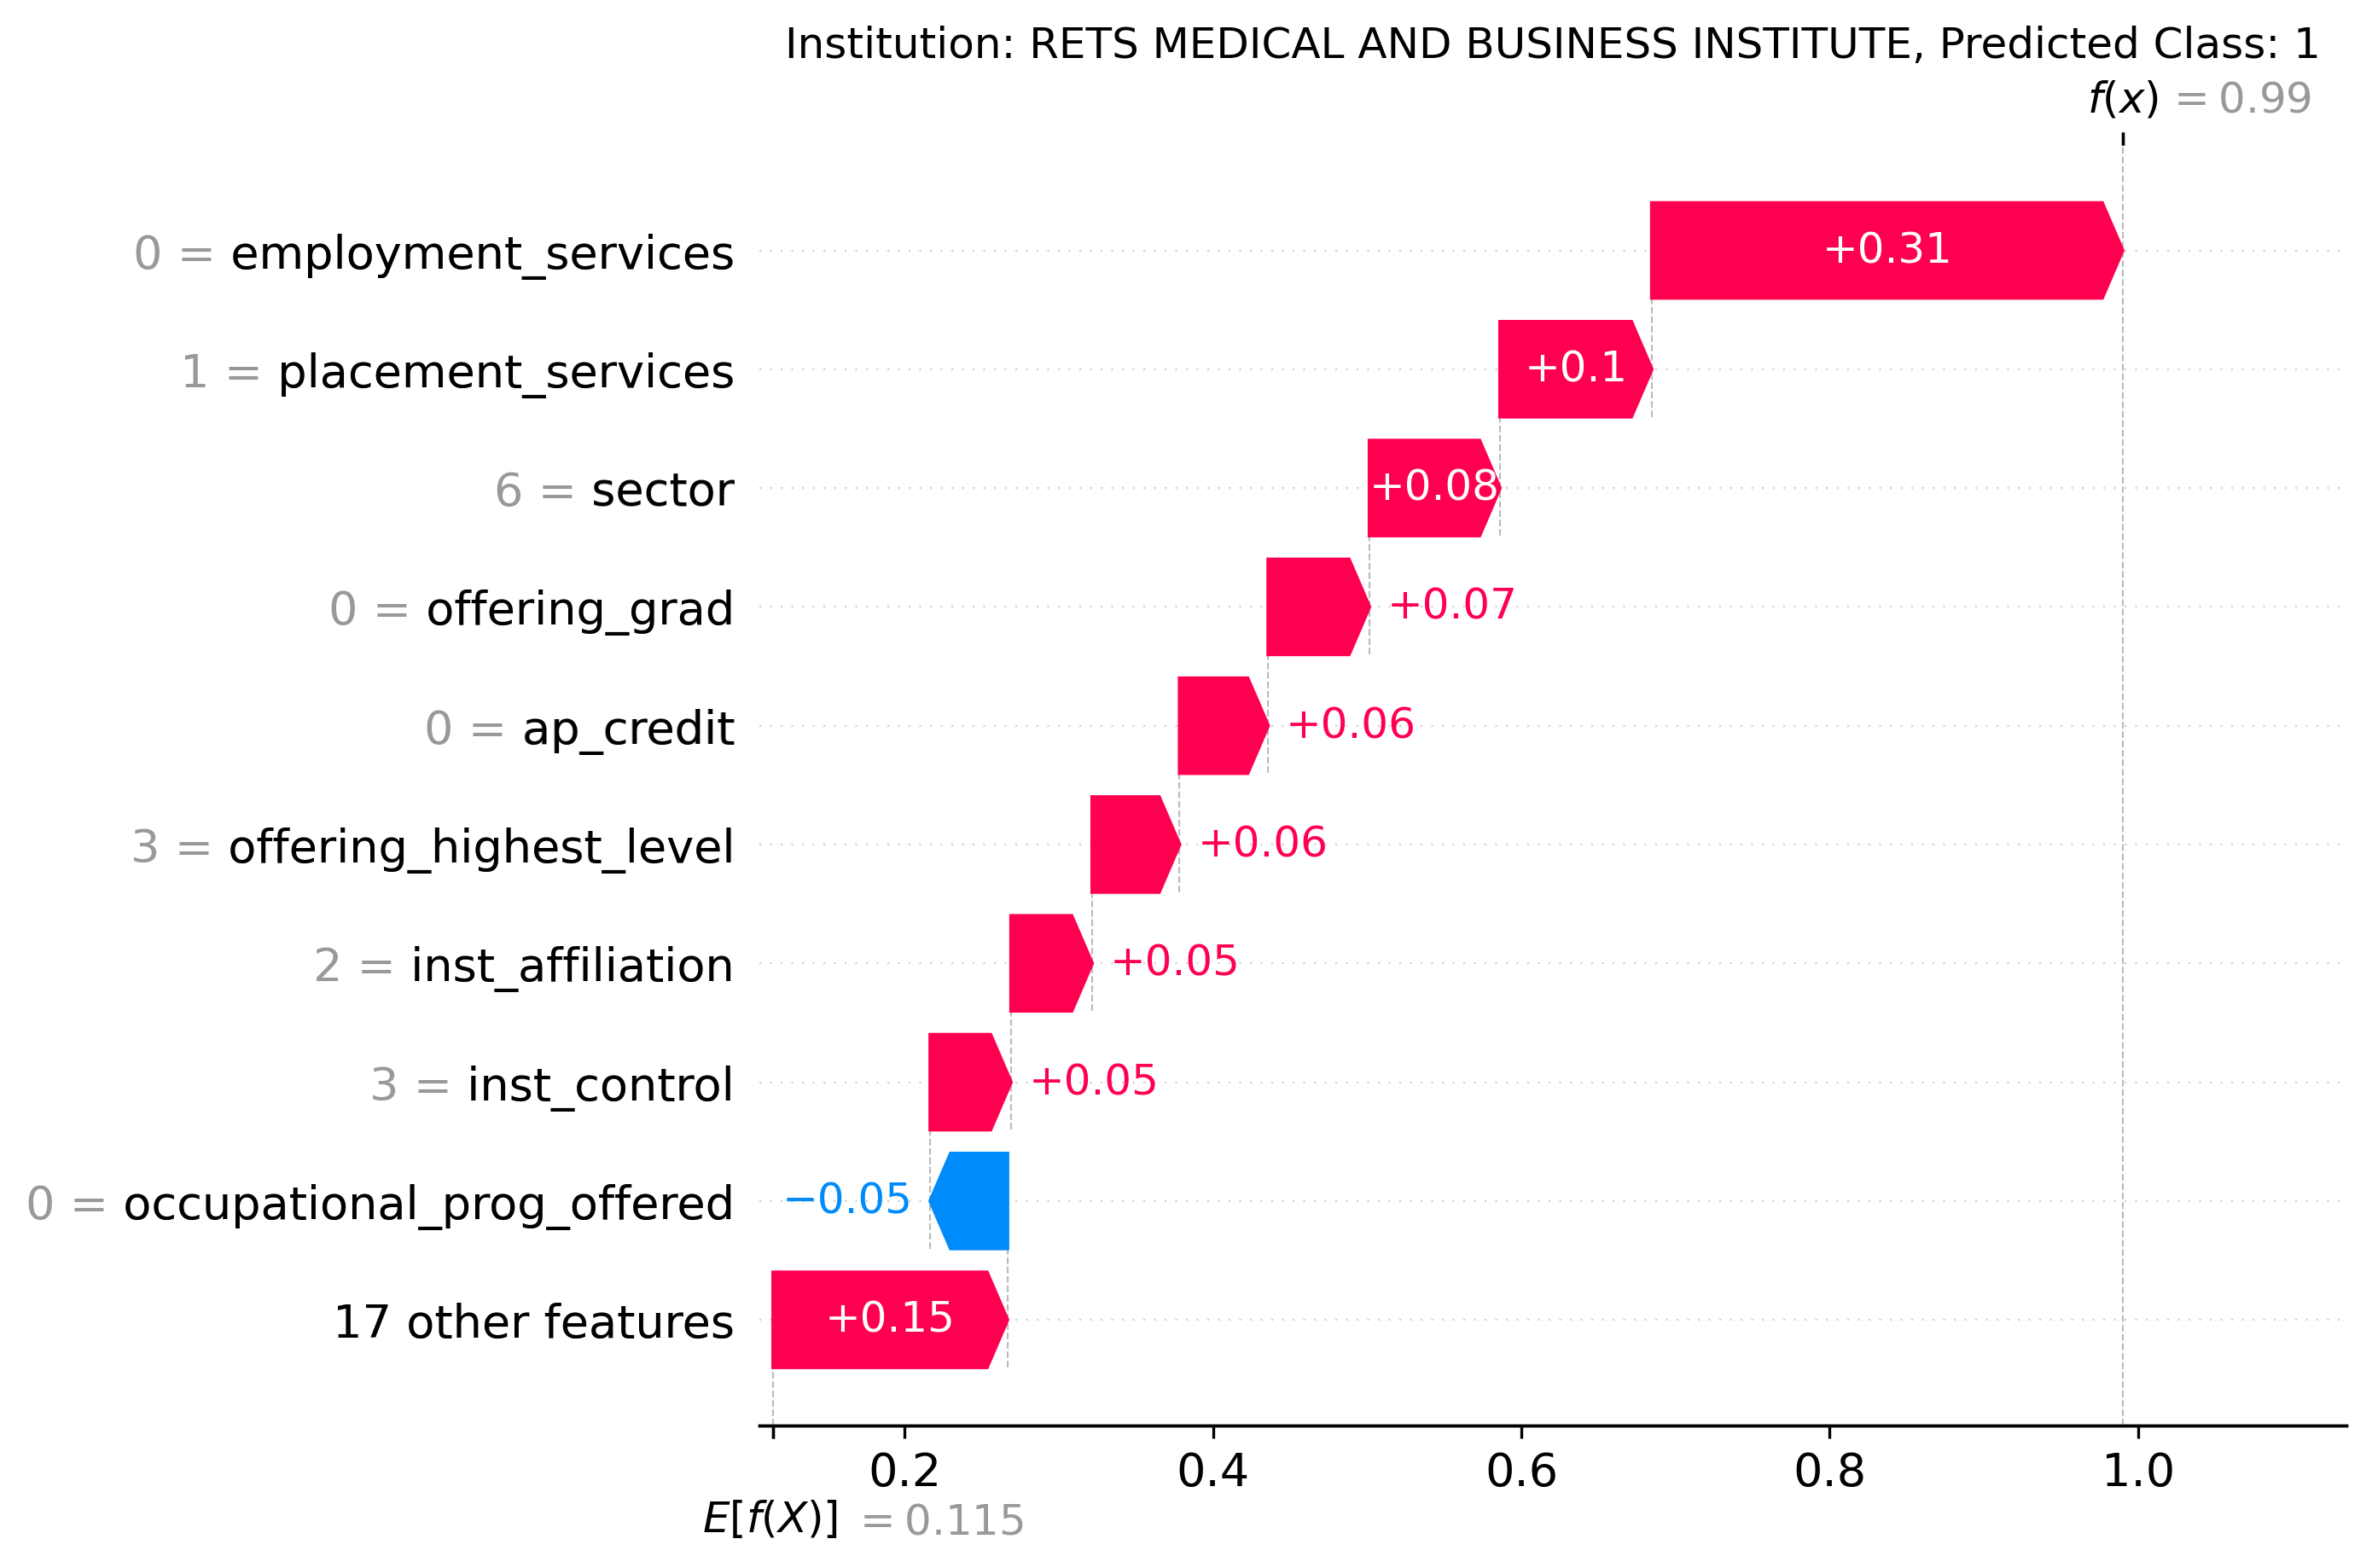 Institution: RETS MEDICAL AND BUSINESS INSTITUTE, Predicted Class: 1
f(x) = 0.99
0 = employment_services +0.31
1 = placement_services +0.1
6 = sector +0.08
0 = offering_grad +0.07
0 = ap_credit +0.06
3 = offering_highest_level +0.06
2 = inst_affiliation +0.05
3 = inst_control +0.05
0 = occupational_prog_offered −0.05
17 other features +0.15
0.2 0.4 0.6 0.8 1.0
E[f(X)] = 0.115